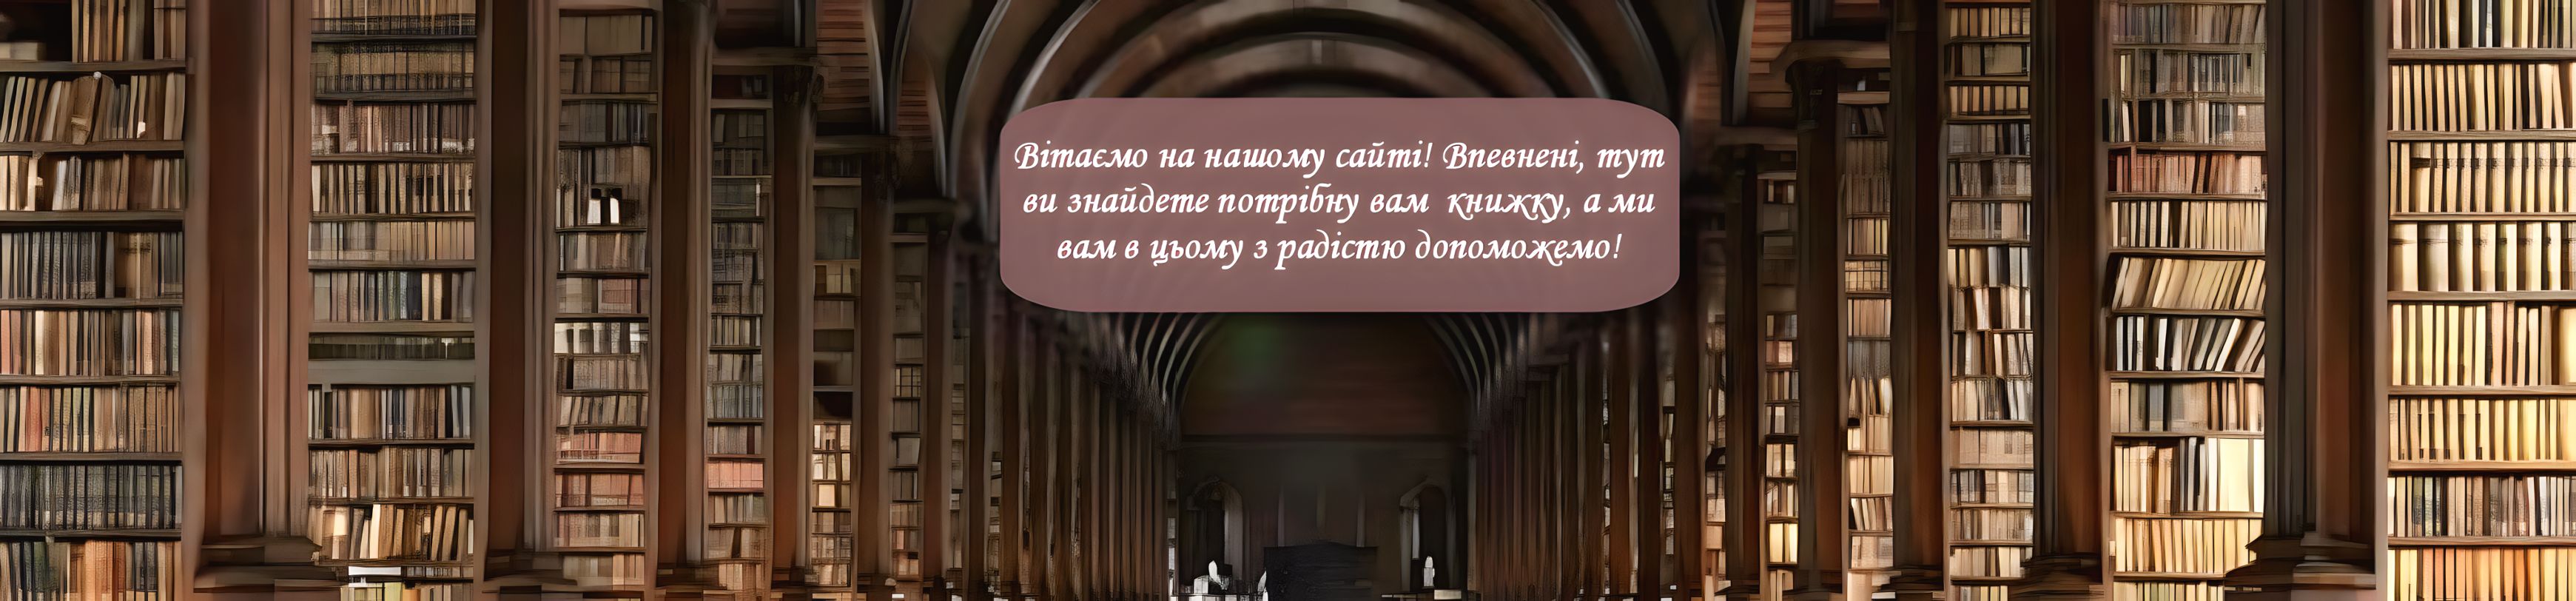 Вітаємо на нашому сайті! Впевнені, тут
ви знайдете потрібну вам книжку, а ми
вам в цьому з радістю допоможемо!